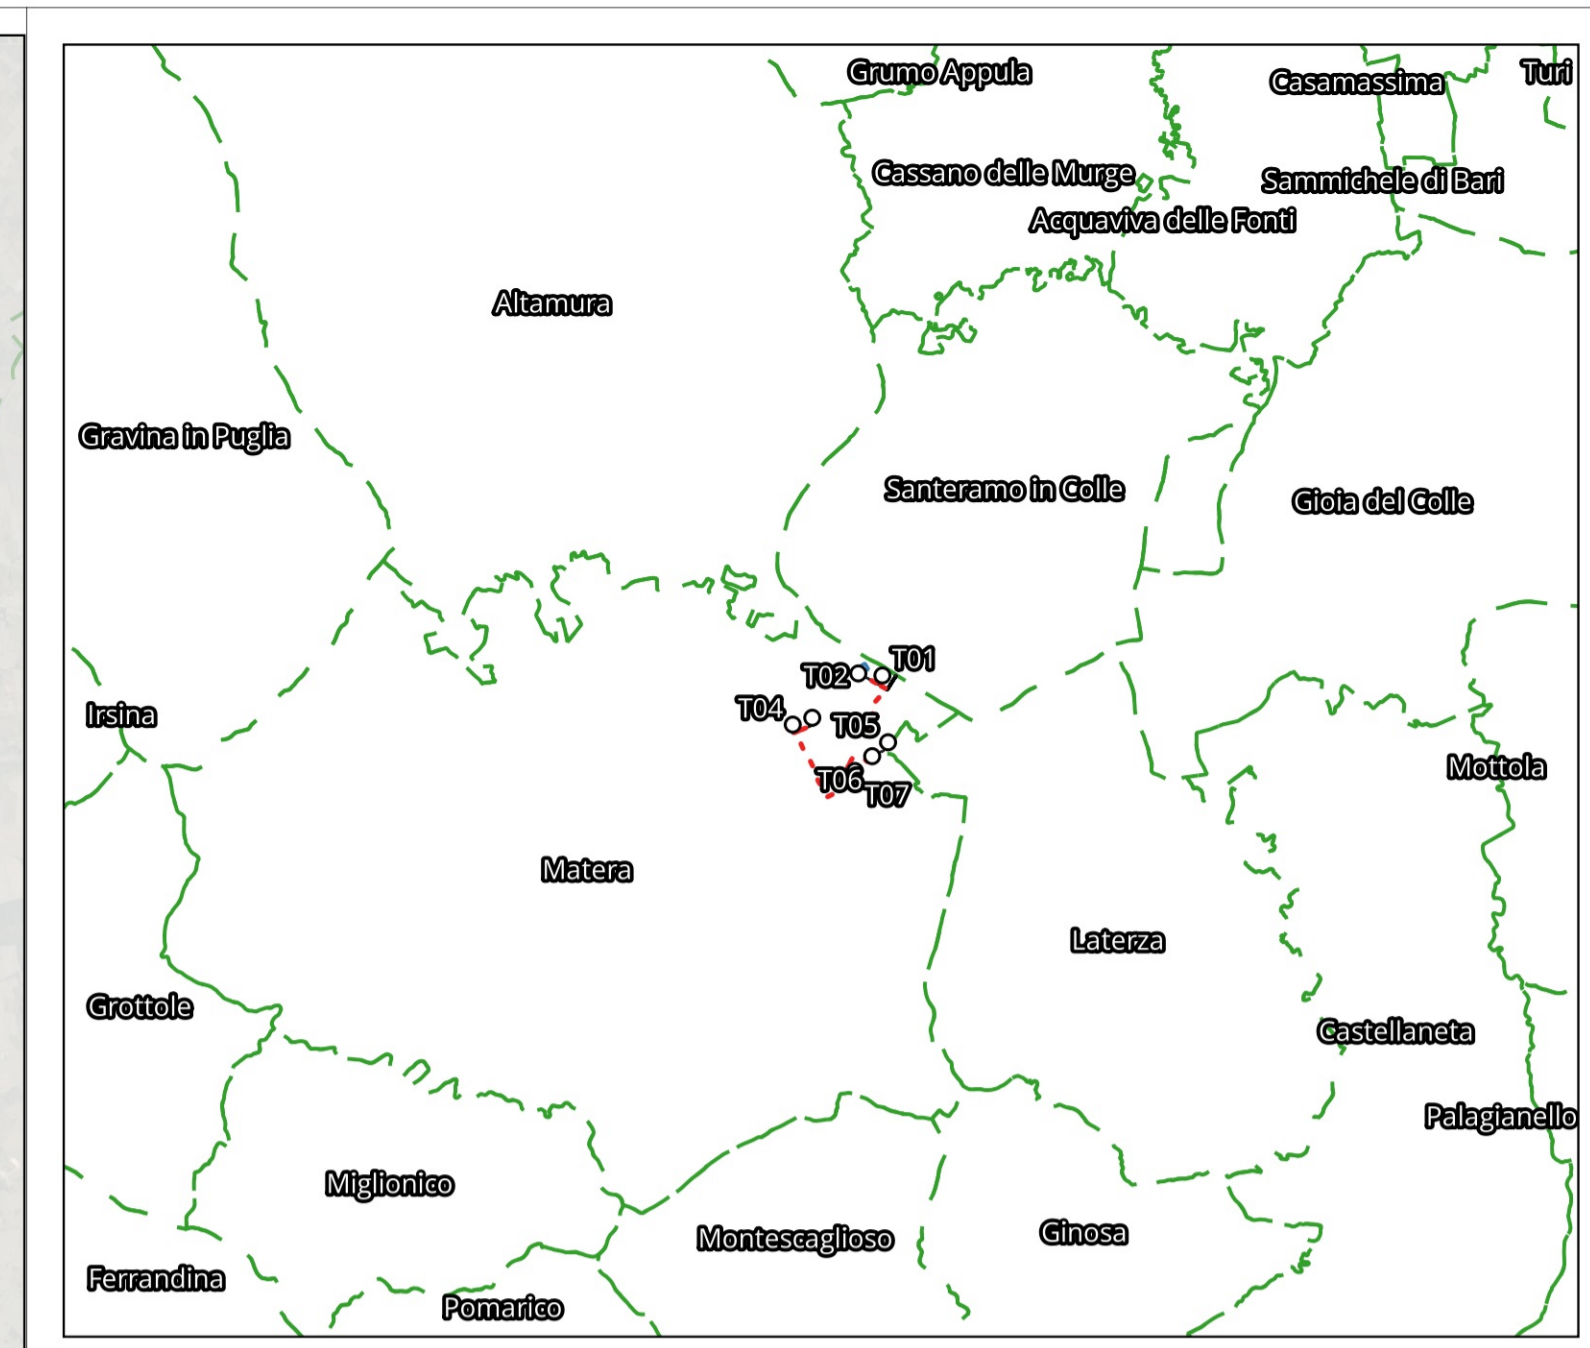 Grumo Appula
Casamassima
Turi
Cassano delle Murge
Sammichele di Bari
Acquaviva delle Fonti
Altamura
Gravina in Puglia
Santeramo in Colle
Gioia del Colle
T01
T02
T04
T05
Irsina
T06
T07
Mottola
Matera
Laterza
Grottole
Castellaneta
Palagianello
Miglionico
Montescaglioso
Ginosa
Ferrandina
Pomarico